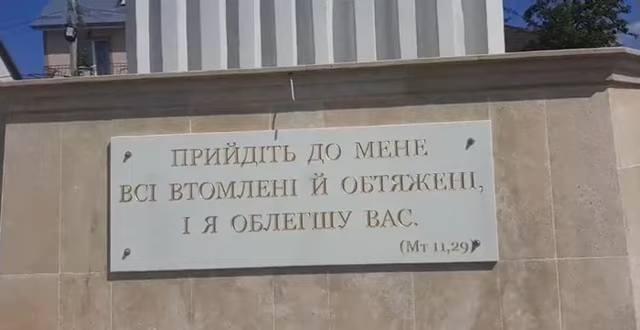 ПРИЙДІТЬ ДО МЕНЕ
ВСІ ВТОМЛЕНІ Й ОБТЯЖЕНІ,
І Я ОБЛЕГШУ ВАС.
(Мт 11,29)